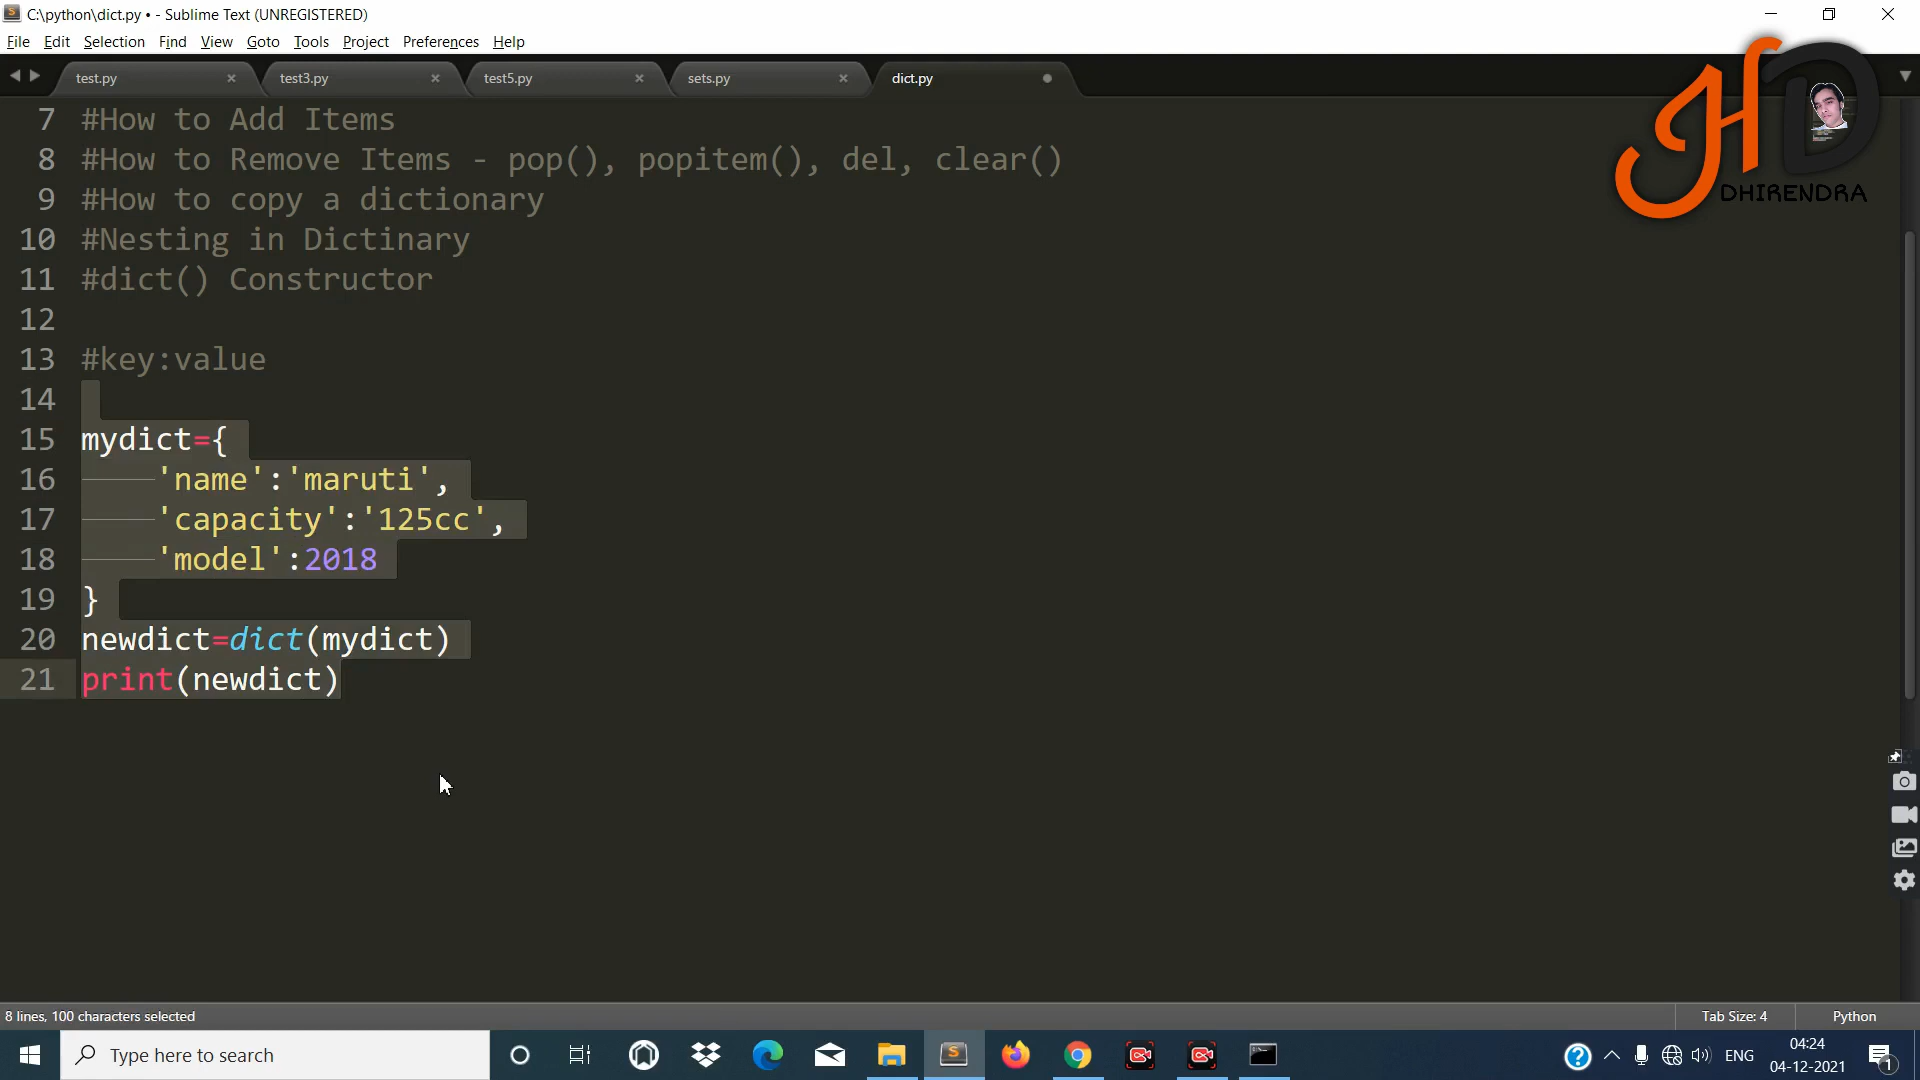 C:\python\dict.py • - Sublime Text (UNREGISTERED)
File Edit Selection Find View Goto Tools Project Preferences Help
test.py test3.py test5.py sets.py dict.py
7 #How to Add Items
8 #How to Remove Items - pop(), popitem(), del, clear()
9 #How to copy a dictionary
10 #Nesting in Dictinary
11 #dict() Constructor
12
13 #key:value
14
15 mydict={
16 'name':'maruti',
17 'capacity':'125cc',
18 'model':2018
19 }
20 newdict=dict(mydict)
21 print(newdict)
HD
DHIRENDRA
8 lines, 100 characters selected
Tab Size: 4 Python
Type here to search
ENG
04:24
04-12-2021
1